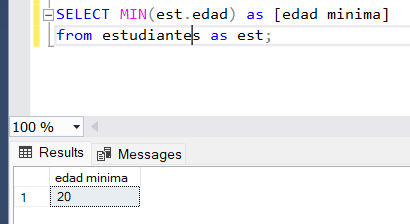 SELECT MIN(est.edad) as [edad minima]
from estudiantes as est;
100 %
Results Messages
edad minima
1 20